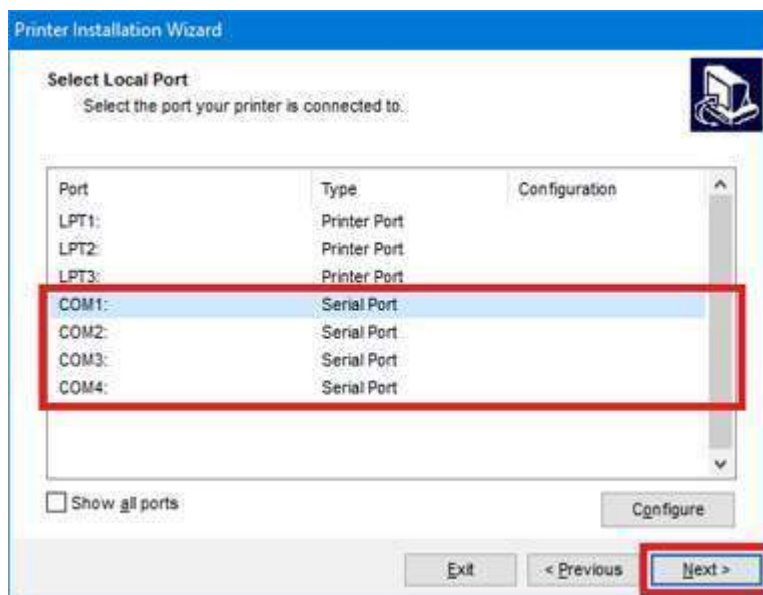 Printer Installation Wizard
Select Local Port
Select the port your printer is connected to.
Port Type Configuration
LPT1: Printer Port
LPT2: Printer Port
LPT3: Printer Port
COM1: Serial Port
COM2: Serial Port
COM3: Serial Port
COM4: Serial Port
Show all ports
Configure
Exit < Previous Next >